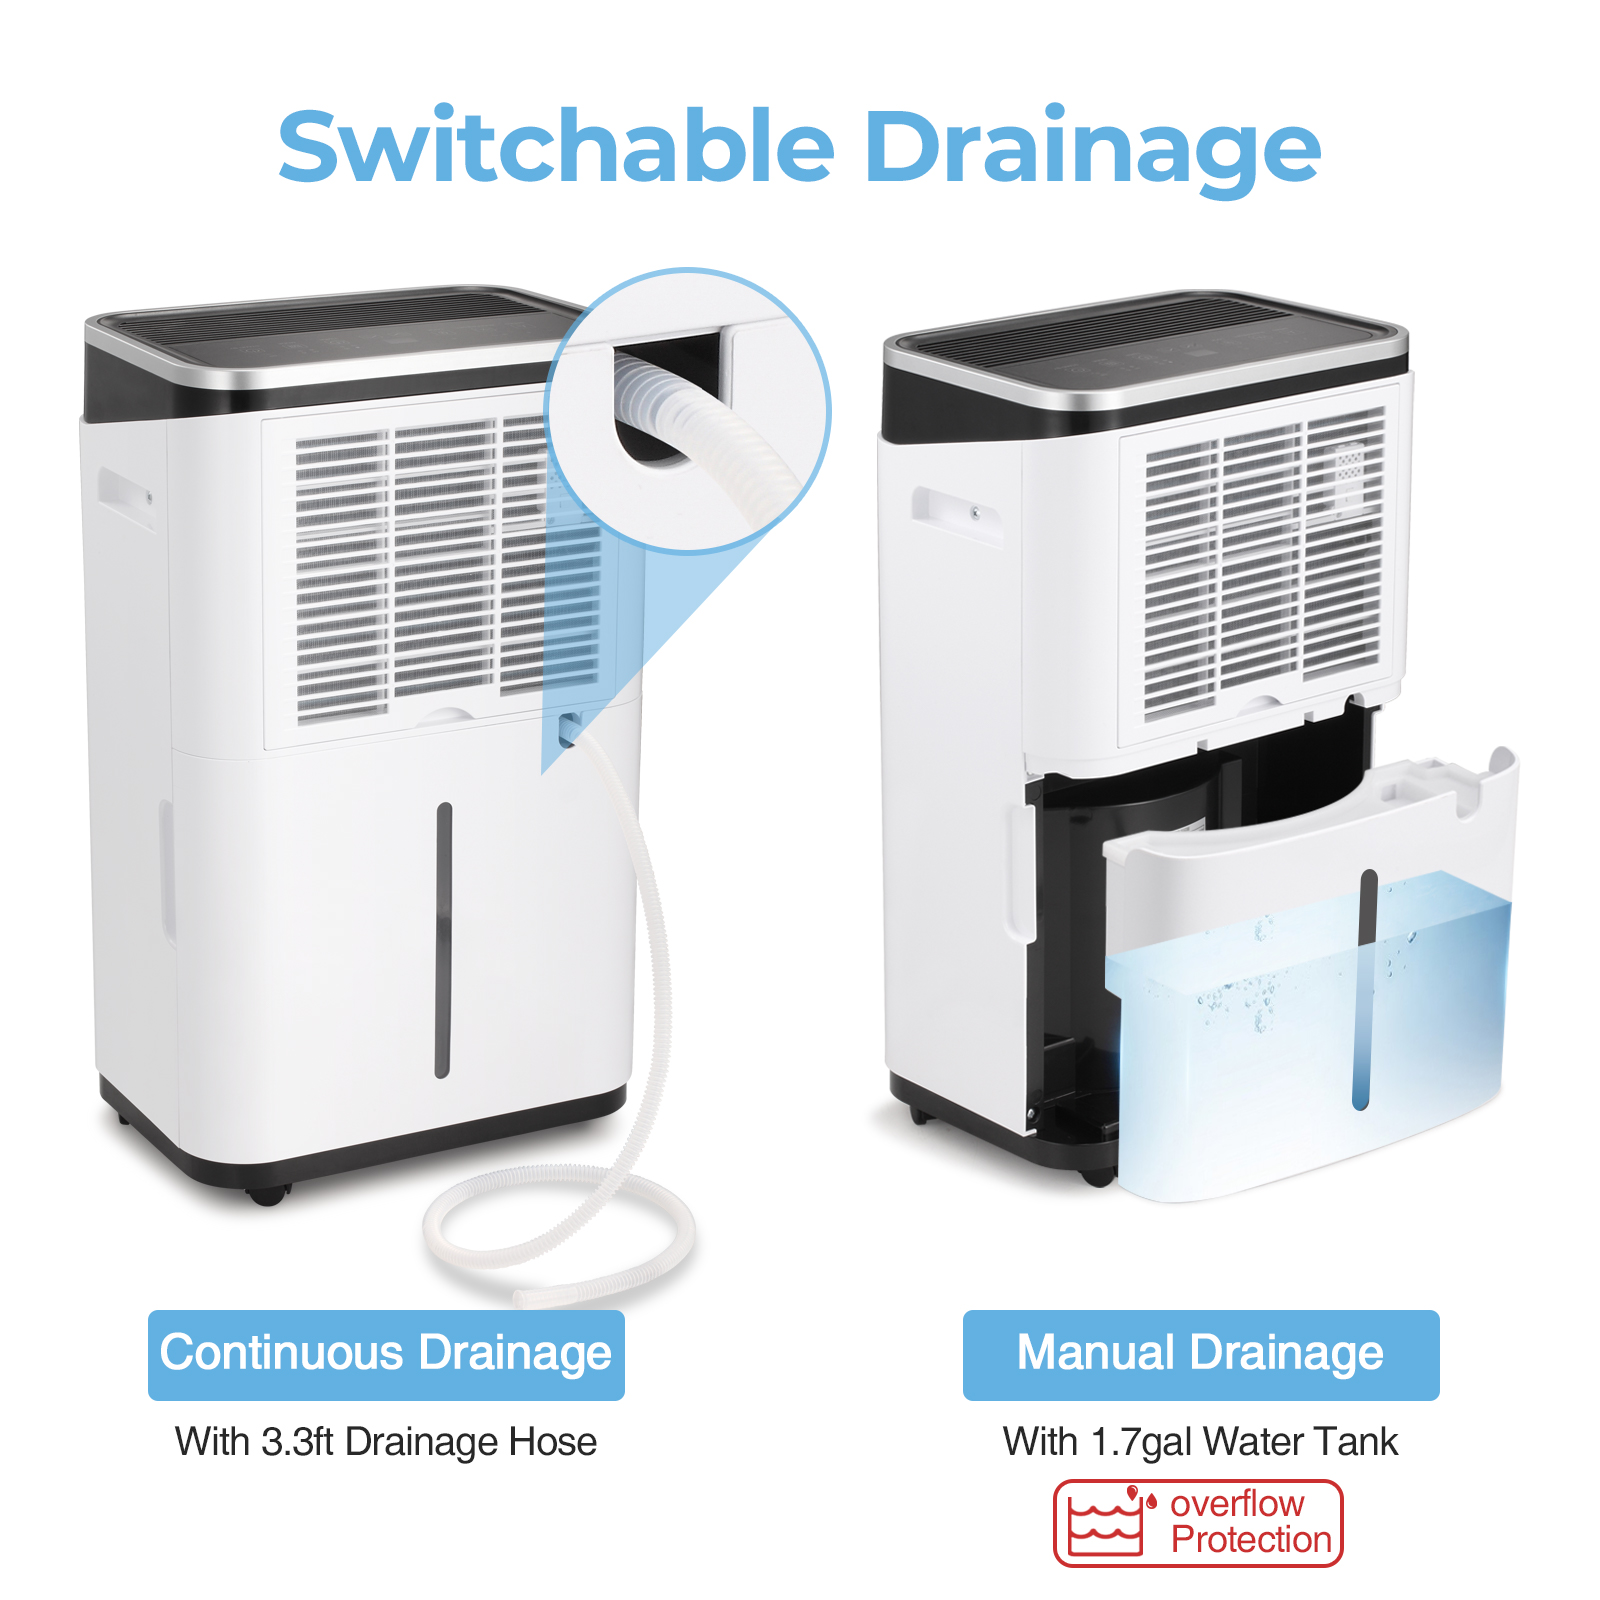 Switchable Drainage
Continuous Drainage
With 3.3ft Drainage Hose
Manual Drainage
With 1.7gal Water Tank
overflow
Protection